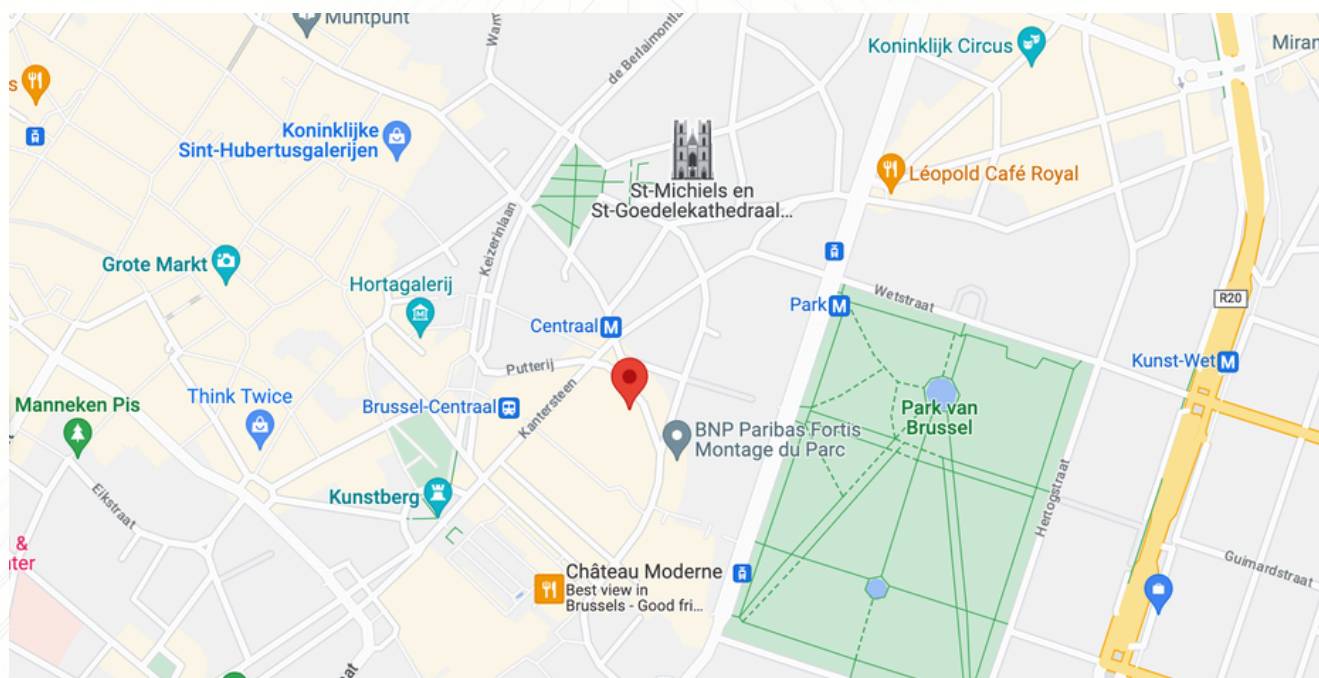 Muntpunt
de Berlaimontla
Koninklijk Circus
Miran
s
Koninklijke
Sint-Hubertusgalerijen
St-Michiels en
St-Goedelekathedraal...
Léopold Café Royal
Keizerinlaan
Grote Markt
Hortagalerij
Wetstraat
Park
M
R20
Centraal
M
Kunst-Wet
M
Putterij
Kantersteen
Think Twice
Manneken Pis
Brussel-Centraal
Park van
Brussel
BNP Paribas Fortis
Montage du Parc
Hertogstraat
Kunstberg
Eikstraat
&
Guimardstraat
Château Moderne
Best view in
Brussels - Good fri...